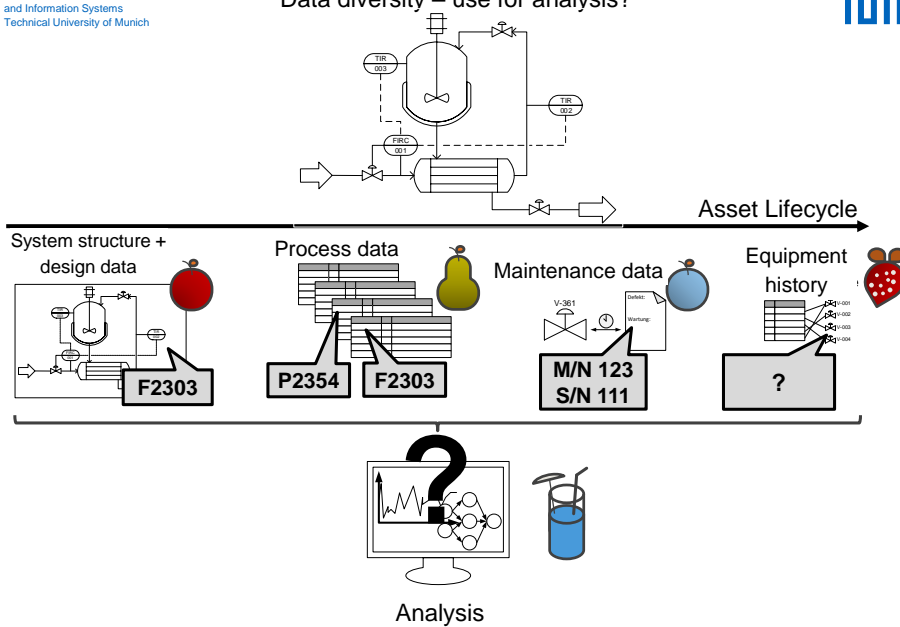 and Information Systems
Technical University of Munich
Data diversity – use for analysis?
TUM
TIR
003
TIR
002
FIRC
001
Asset Lifecycle
System structure +
design data
Process data
Maintenance data
Equipment
history
V-361
Defekt:
Wartung:
V-001
V-002
V-003
V-004
F2303
P2354
F2303
M/N 123
S/N 111
?
?
Analysis